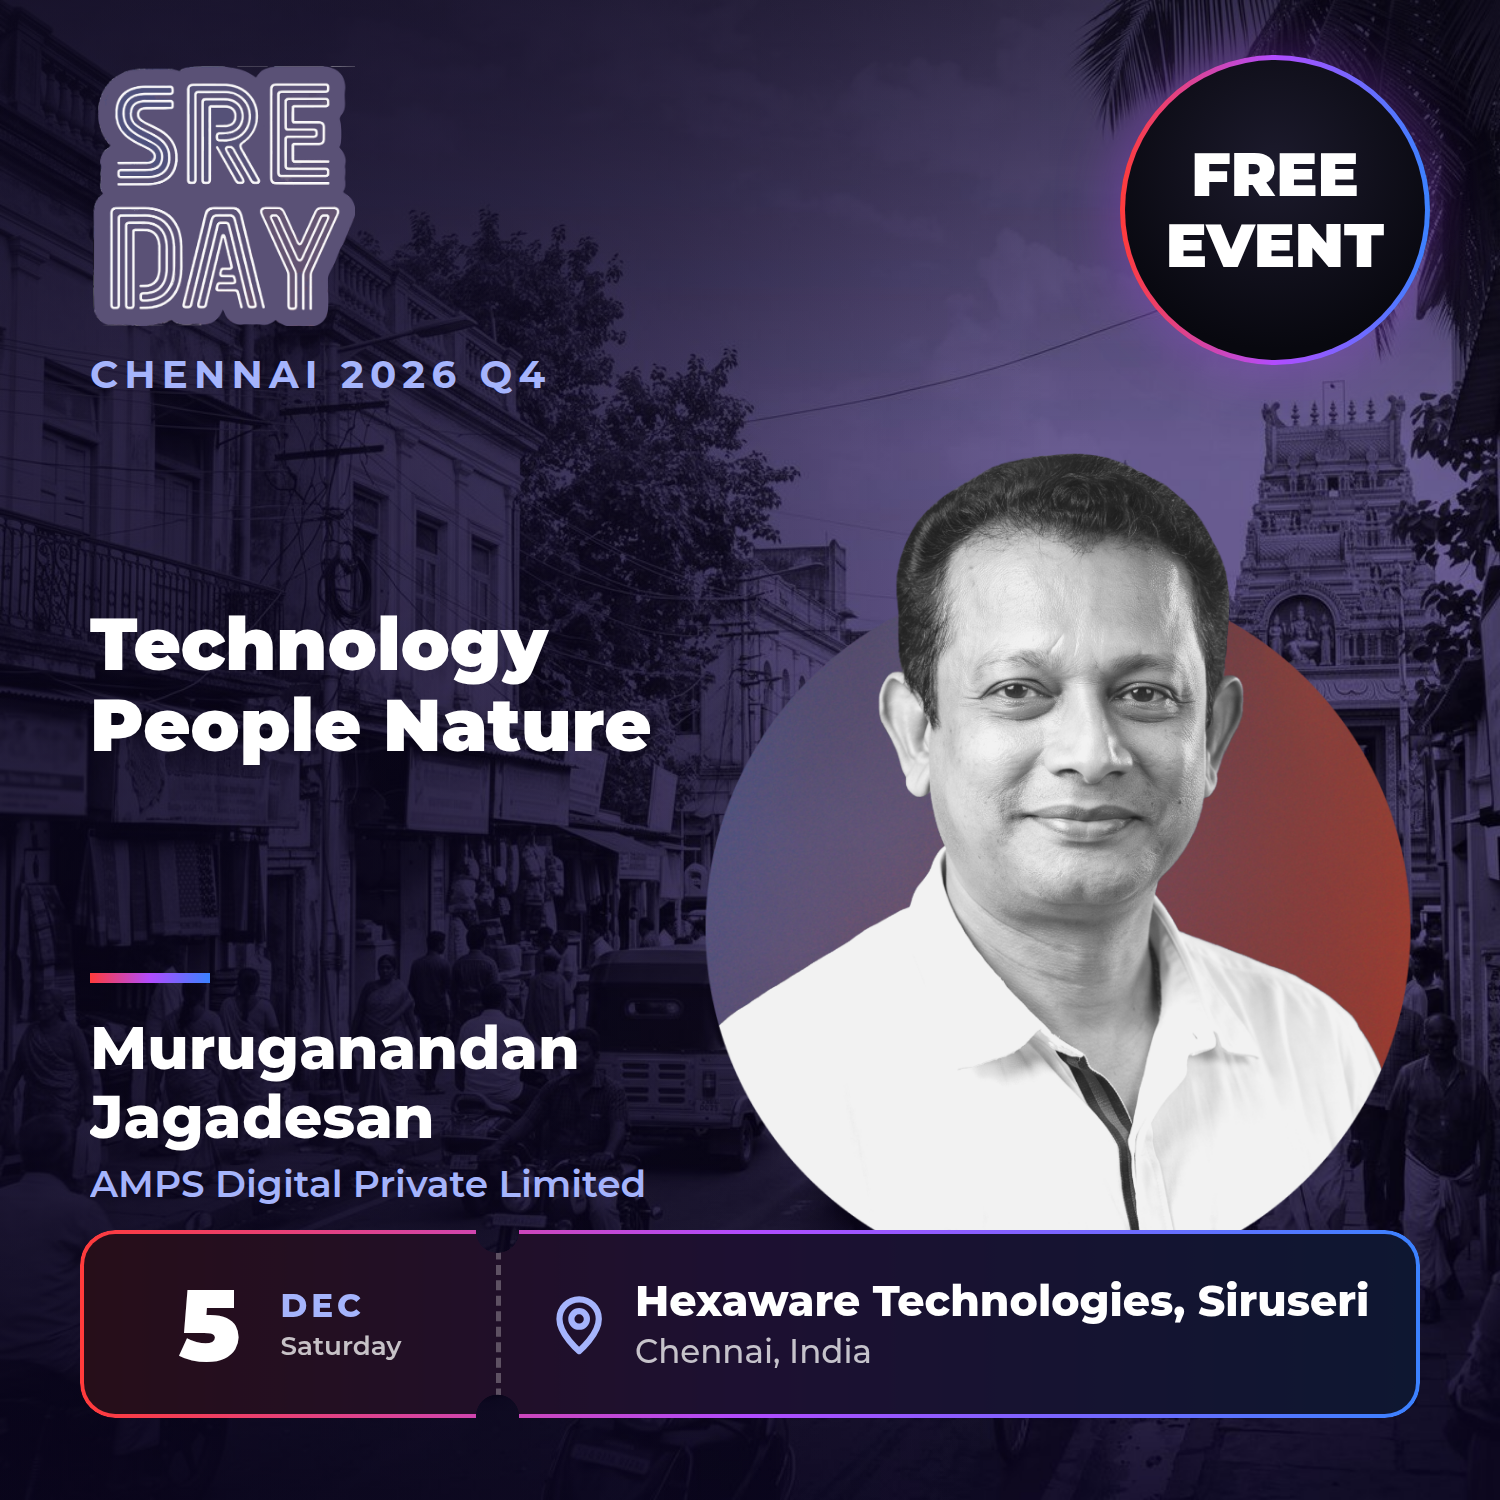 SRE
DAY
CHENNAI 2026 Q4
FREE
EVENT
Technology
People Nature
Muruganandan
Jagadesan
AMPS Digital Private Limited
5
DEC
Saturday
Hexaware Technologies, Siruseri
Chennai, India